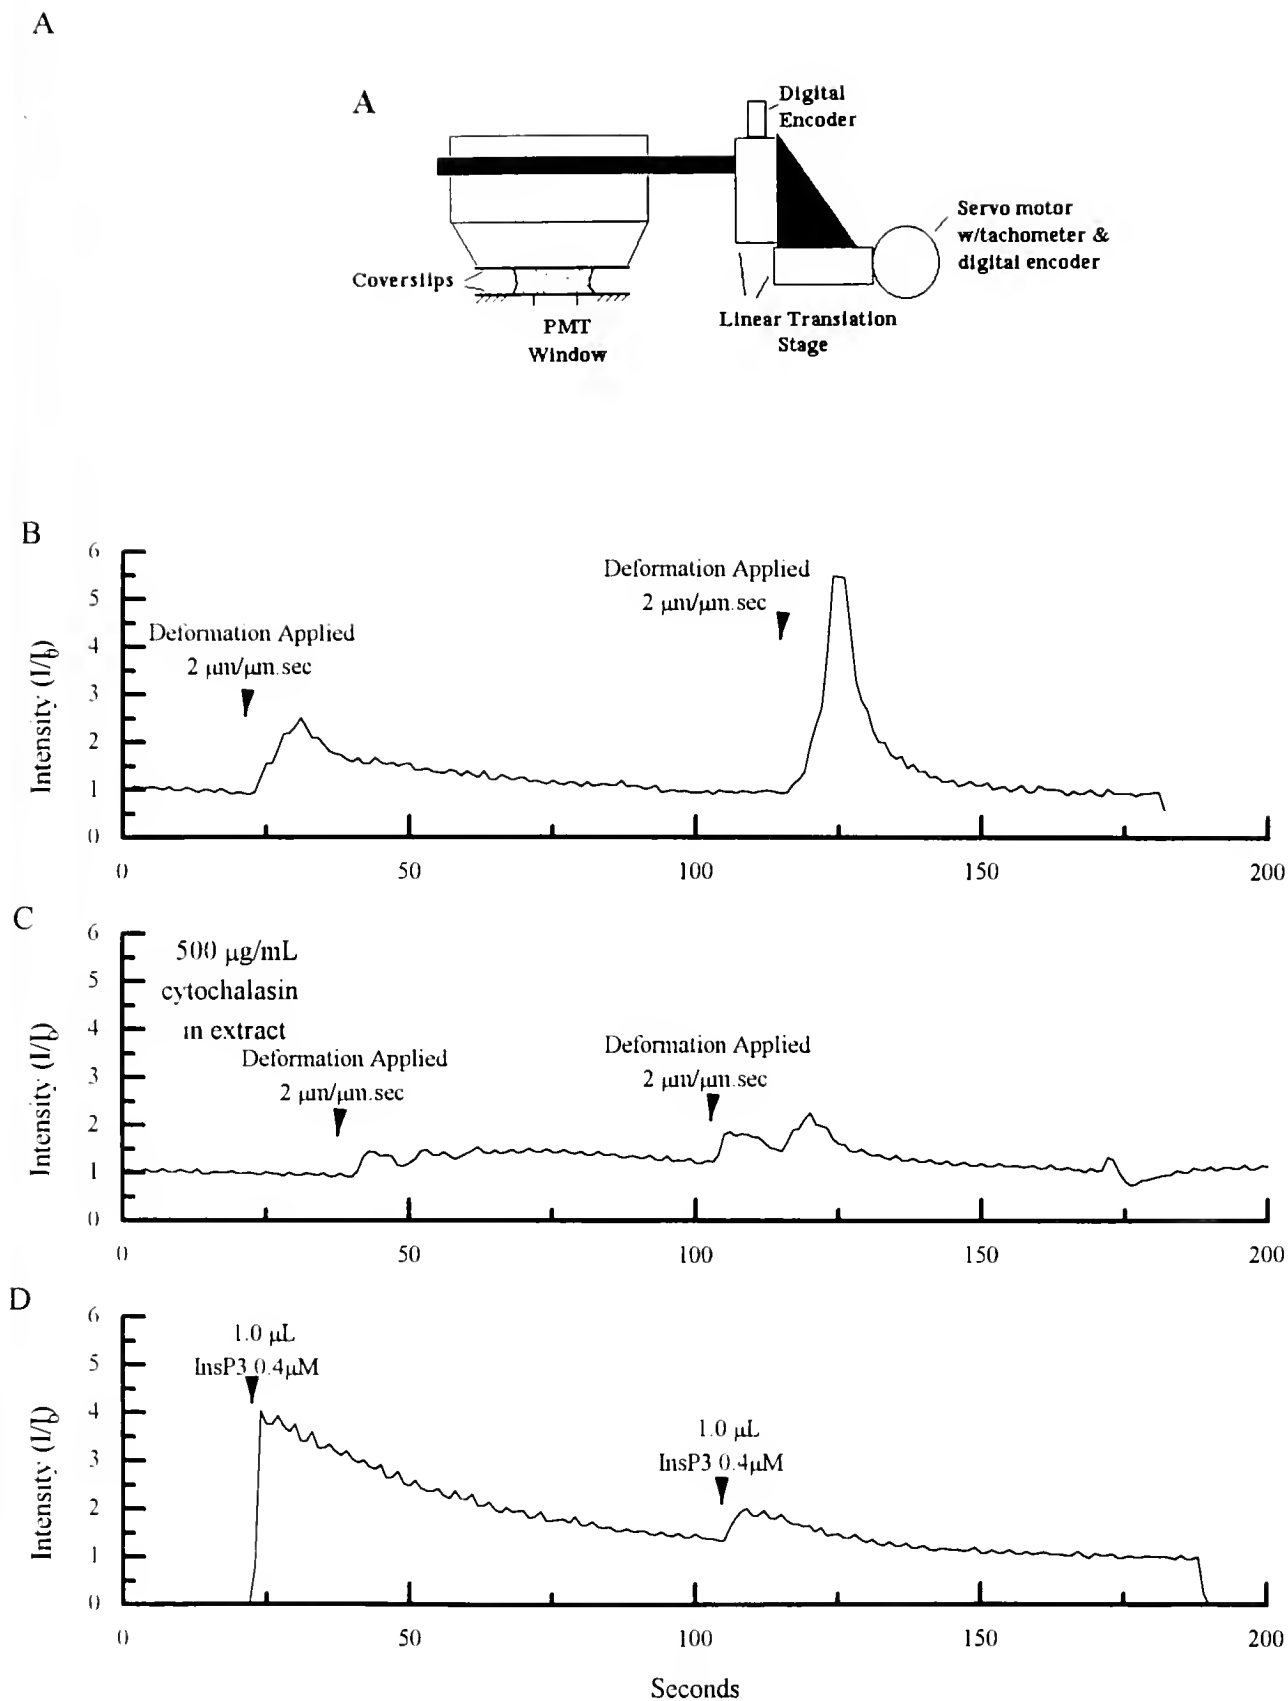 A
A
Digital
Encoder
Servo motor
w/tachometer &
digital encoder
Coverslips
PMT
Window
Linear Translation
Stage
B
Intensity (I/I0)
6
5
4
3
2
1
0
Deformation Applied
2 µm/µm.sec
Deformation Applied
2 µm/µm.sec
0 50 100 150 200
C
Intensity (I/I0)
6
5
4
3
2
1
0
500 µg/mL
cytochalasin
in extract
Deformation Applied
2 µm/µm.sec
Deformation Applied
2 µm/µm.sec
0 50 100 150 200
D
Intensity (I/I0)
6
5
4
3
2
1
0
1.0 µL
InsP3 0.4µM
1.0 µL
InsP3 0.4µM
0 50 100 150 200
Seconds